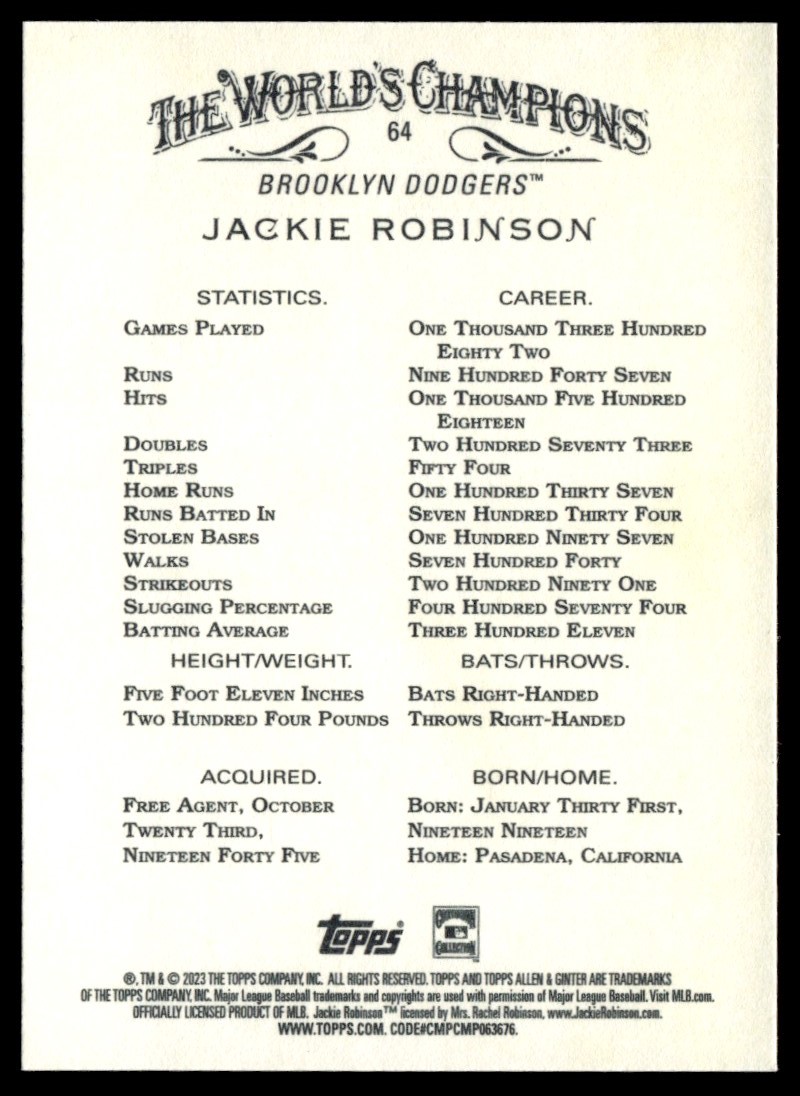 THE WORLD'S CHAMPIONS
64
BROOKLYN DODGERS™
JACKIE ROBINSON
STATISTICS. CAREER.
GAMES PLAYED ONE THOUSAND THREE HUNDRED
EIGHTY TWO
RUNS NINE HUNDRED FORTY SEVEN
HITS ONE THOUSAND FIVE HUNDRED
EIGHTEEN
DOUBLES TWO HUNDRED SEVENTY THREE
TRIPLES FIFTY FOUR
HOME RUNS ONE HUNDRED THIRTY SEVEN
RUNS BATTED IN SEVEN HUNDRED THIRTY FOUR
STOLEN BASES ONE HUNDRED NINETY SEVEN
WALKS SEVEN HUNDRED FORTY
STRIKEOUTS TWO HUNDRED NINETY ONE
SLUGGING PERCENTAGE FOUR HUNDRED SEVENTY FOUR
BATTING AVERAGE THREE HUNDRED ELEVEN
HEIGHT/WEIGHT. BATS/THROWS.
FIVE FOOT ELEVEN INCHES BATS RIGHT-HANDED
TWO HUNDRED FOUR POUNDS THROWS RIGHT-HANDED
ACQUIRED. BORN/HOME.
FREE AGENT, OCTOBER BORN: JANUARY THIRTY FIRST,
TWENTY THIRD, NINETEEN NINETEEN
NINETEEN FORTY FIVE HOME: PASADENA, CALIFORNIA
topps® COOPERSTOWN COLLECTION™
®, TM & © 2023 THE TOPPS COMPANY, INC. ALL RIGHTS RESERVED. TOPPS AND TOPPS ALLEN & GINTER ARE TRADEMARKS
OF THE TOPPS COMPANY, INC. Major League Baseball trademarks and copyrights are used with permission of Major League Baseball. Visit MLB.com.
OFFICIALLY LICENSED PRODUCT OF MLB. Jackie Robinson™ licensed by Mrs. Rachel Robinson, www.JackieRobinson.com.
WWW.TOPPS.COM. CODE#CMPCMP063676.